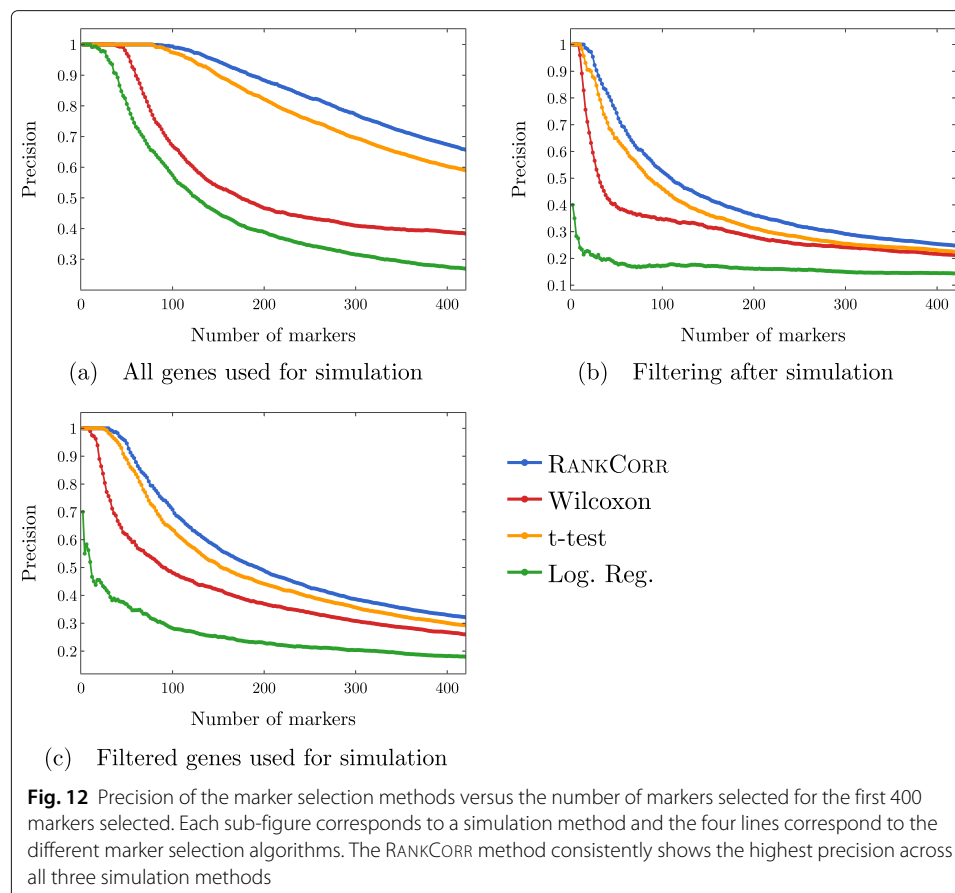 1
0.9
0.8
0.7
0.6
0.5
0.4
0.3
Precision
0 100 200 300 400
Number of markers
(a) All genes used for simulation
1
0.9
0.8
0.7
0.6
0.5
0.4
0.3
0.2
0.1
Precision
0 100 200 300 400
Number of markers
(b) Filtering after simulation
1
0.9
0.8
0.7
0.6
0.5
0.4
0.3
0.2
Precision
0 100 200 300 400
Number of markers
(c) Filtered genes used for simulation
RANKCORR
Wilcoxon
t-test
Log. Reg.
Fig. 12 Precision of the marker selection methods versus the number of markers selected for the first 400
markers selected. Each sub-figure corresponds to a simulation method and the four lines correspond to the
different marker selection algorithms. The RANKCORR method consistently shows the highest precision across
all three simulation methods